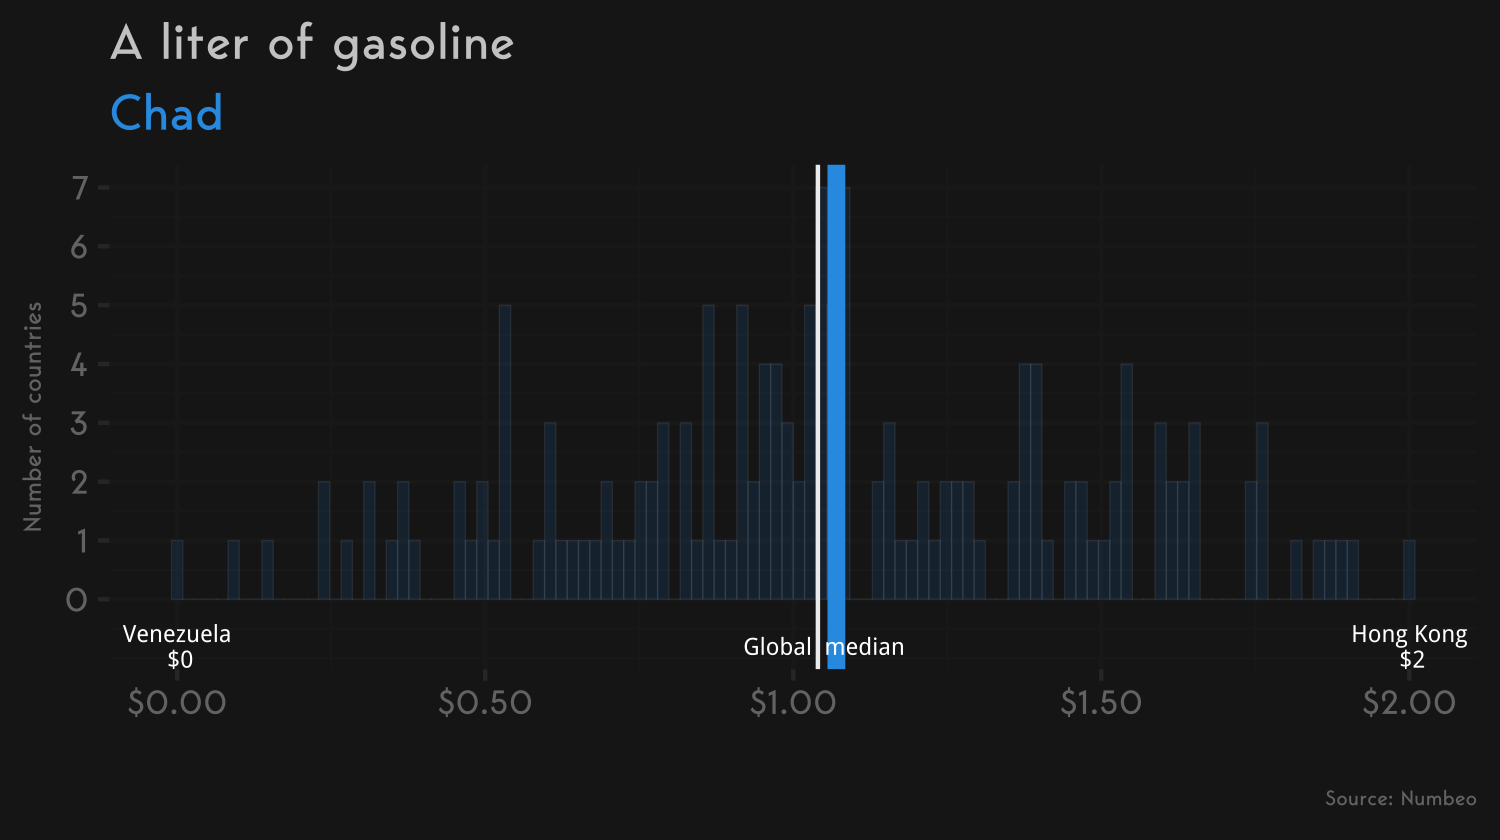 A liter of gasoline
Chad
Number of countries
7
6
5
4
3
2
1
0
Venezuela
$0
Global median
Hong Kong
$2
$0.00 $0.50 $1.00 $1.50 $2.00
Source: Numbeo